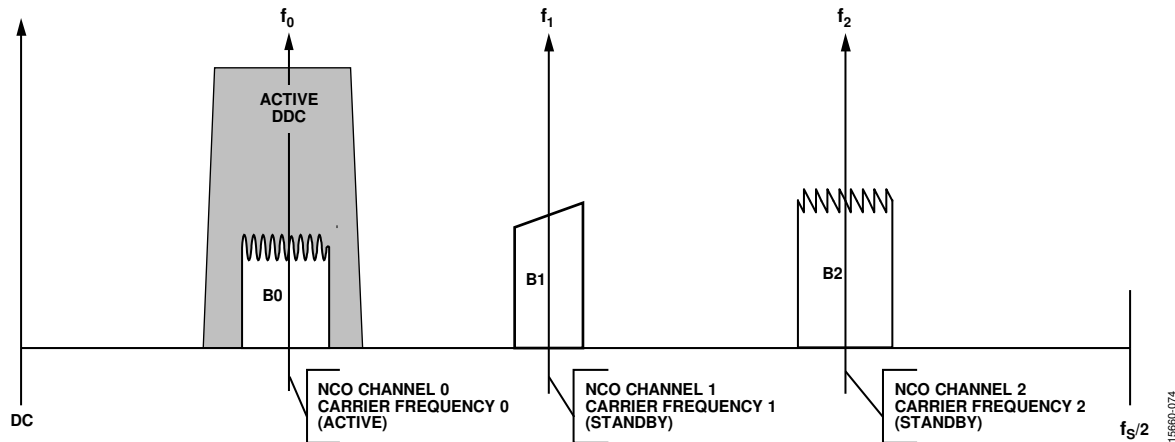 f0
f1
f2
ACTIVE
DDC
B0
B1
B2
DC
NCO CHANNEL 0
CARRIER FREQUENCY 0
(ACTIVE)
NCO CHANNEL 1
CARRIER FREQUENCY 1
(STANDBY)
NCO CHANNEL 2
CARRIER FREQUENCY 2
(STANDBY)
fS/2
15660-074